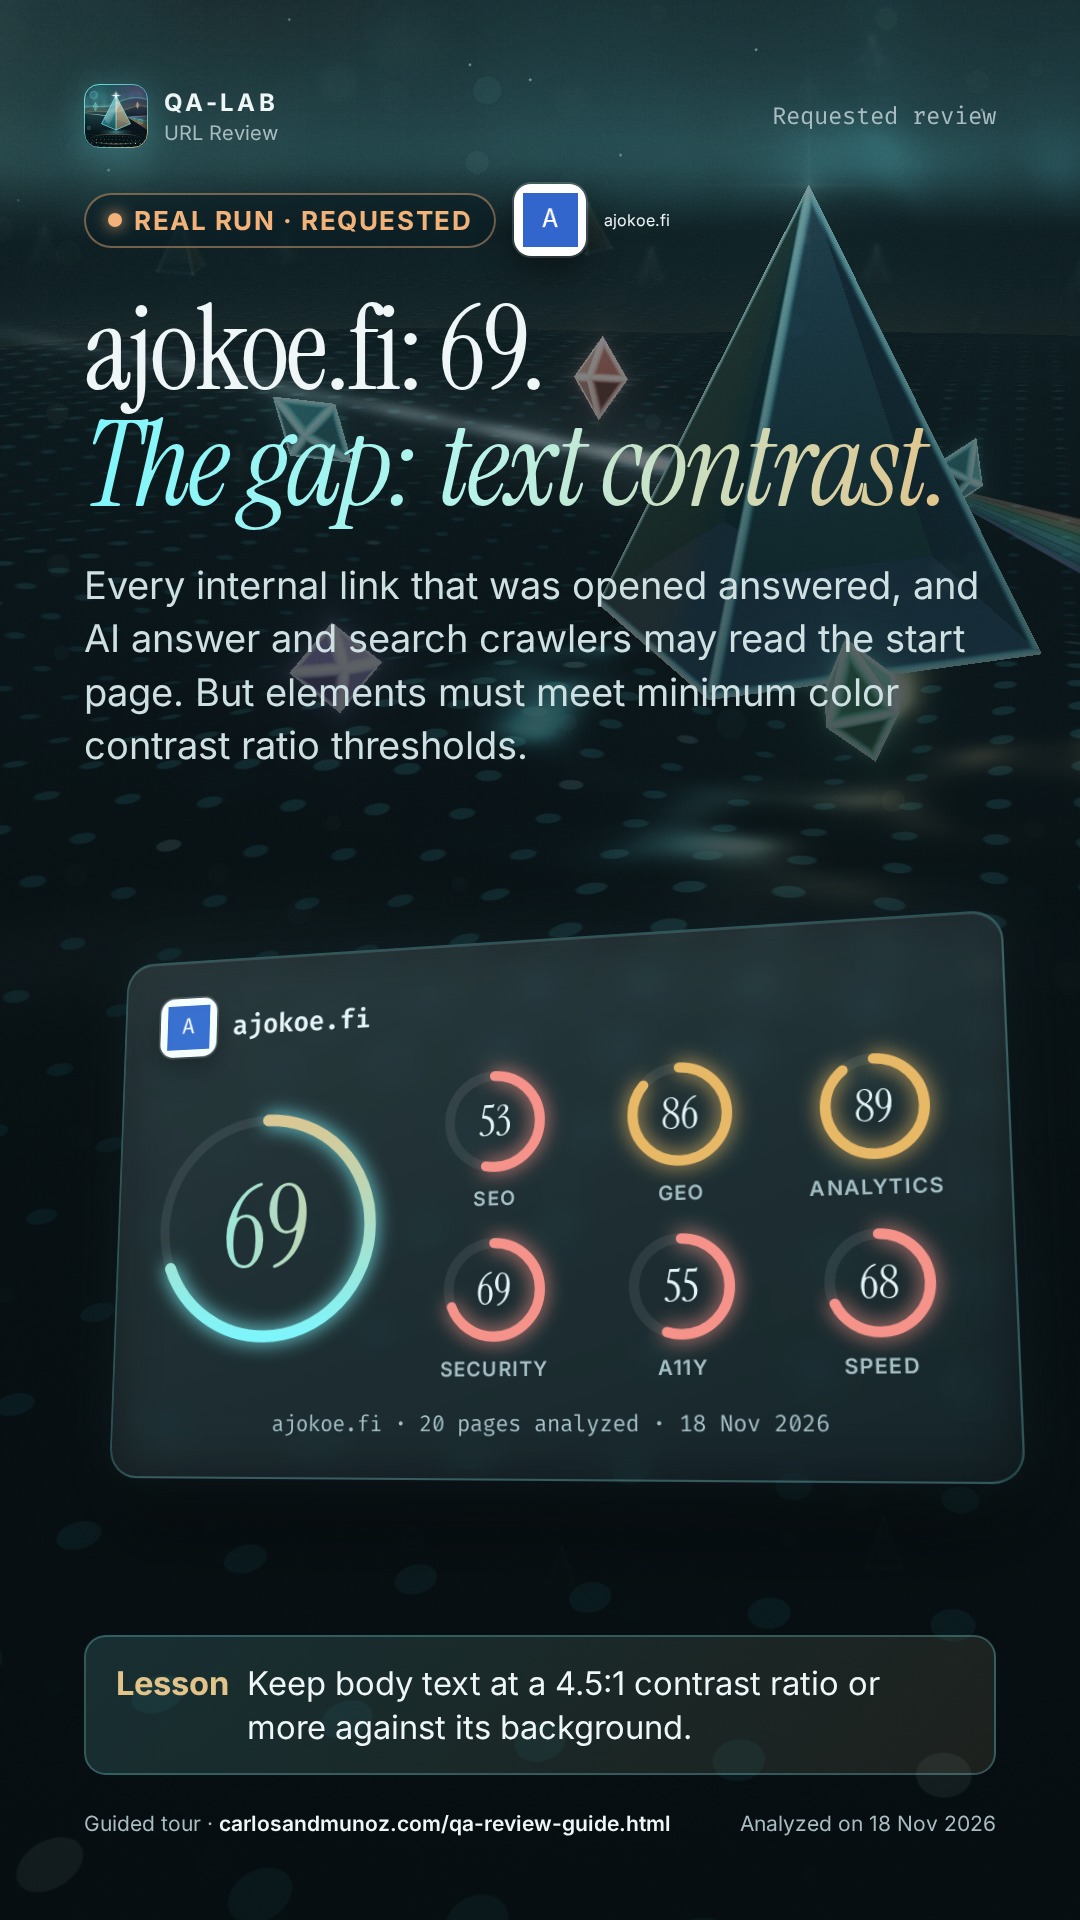 QA-LAB
URL Review
Requested review
REAL RUN · REQUESTED
A
ajokoe.fi
ajokoe.fi: 69.
The gap: text contrast.
Every internal link that was opened answered, and
AI answer and search crawlers may read the start
page. But elements must meet minimum color
contrast ratio thresholds.
A
ajokoe.fi
69
53
SEO
86
GEO
89
ANALYTICS
69
SECURITY
55
A11Y
68
SPEED
ajokoe.fi · 20 pages analyzed · 18 Nov 2026
Lesson Keep body text at a 4.5:1 contrast ratio or
more against its background.
Guided tour · carlosandmunoz.com/qa-review-guide.html
Analyzed on 18 Nov 2026